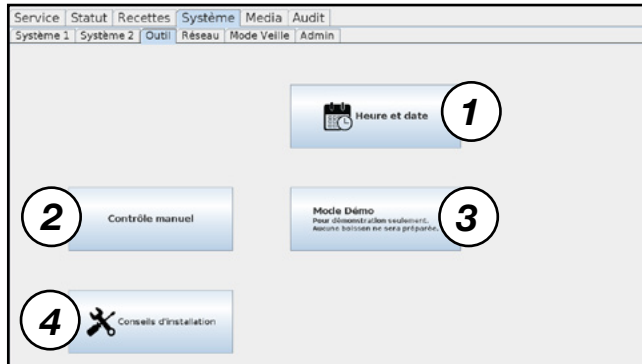 Service Statut Recettes Système Media Audit
Système 1 Système 2 Outil Réseau Mode Veille Admin
Heure et date 1
2 Contrôle manuel
Mode Démo
Pour démonstration seulement.
Aucune boisson ne sera préparée.
3
4 Conseils d'installation